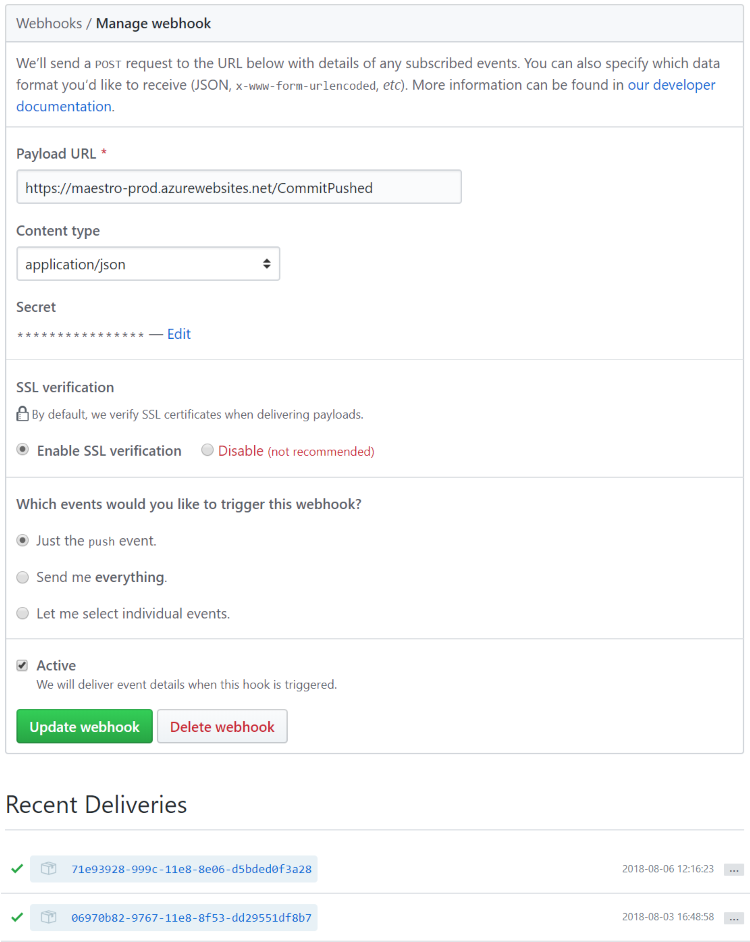 Webhooks / Manage webhook
We'll send a POST request to the URL below with details of any subscribed events. You can also specify which data
format you'd like to receive (JSON, x-www-form-urlencoded, etc). More information can be found in our developer
documentation.
Payload URL *
https://maestro-prod.azurewebsites.net/CommitPushed
Content type
application/json
Secret
**************** — Edit
SSL verification
By default, we verify SSL certificates when delivering payloads.
Enable SSL verification Disable (not recommended)
Which events would you like to trigger this webhook?
Just the push event.
Send me everything.
Let me select individual events.
Active
We will deliver event details when this hook is triggered.
Update webhook Delete webhook
Recent Deliveries
71e93928-999c-11e8-8e06-d5bded0f3a28 2018-08-06 12:16:23 ...
06970b82-9767-11e8-8f53-dd29551df8b7 2018-08-03 16:48:58 ...